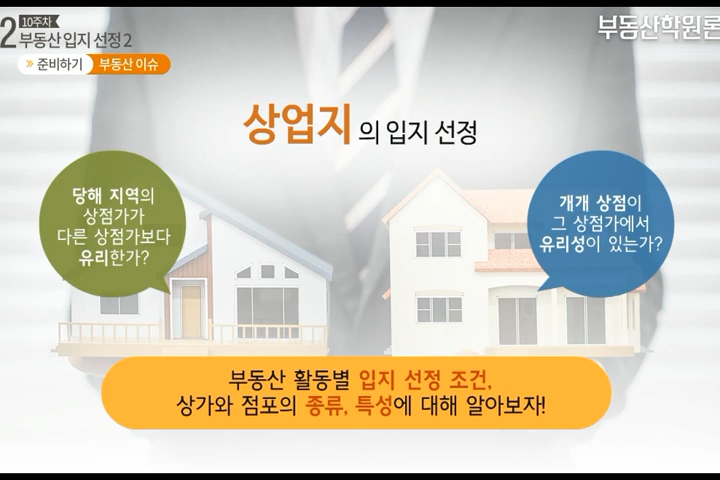 10주차
2 부동산 입지 선정 2
부동산학원론
» 준비하기 부동산 이슈
상업지의 입지 선정
당해 지역의
상점가가
다른 상점가보다
유리한가?
개개 상점이
그 상점가에서
유리성이 있는가?
부동산 활동별 입지 선정 조건,
상가와 점포의 종류, 특성에 대해 알아보자!